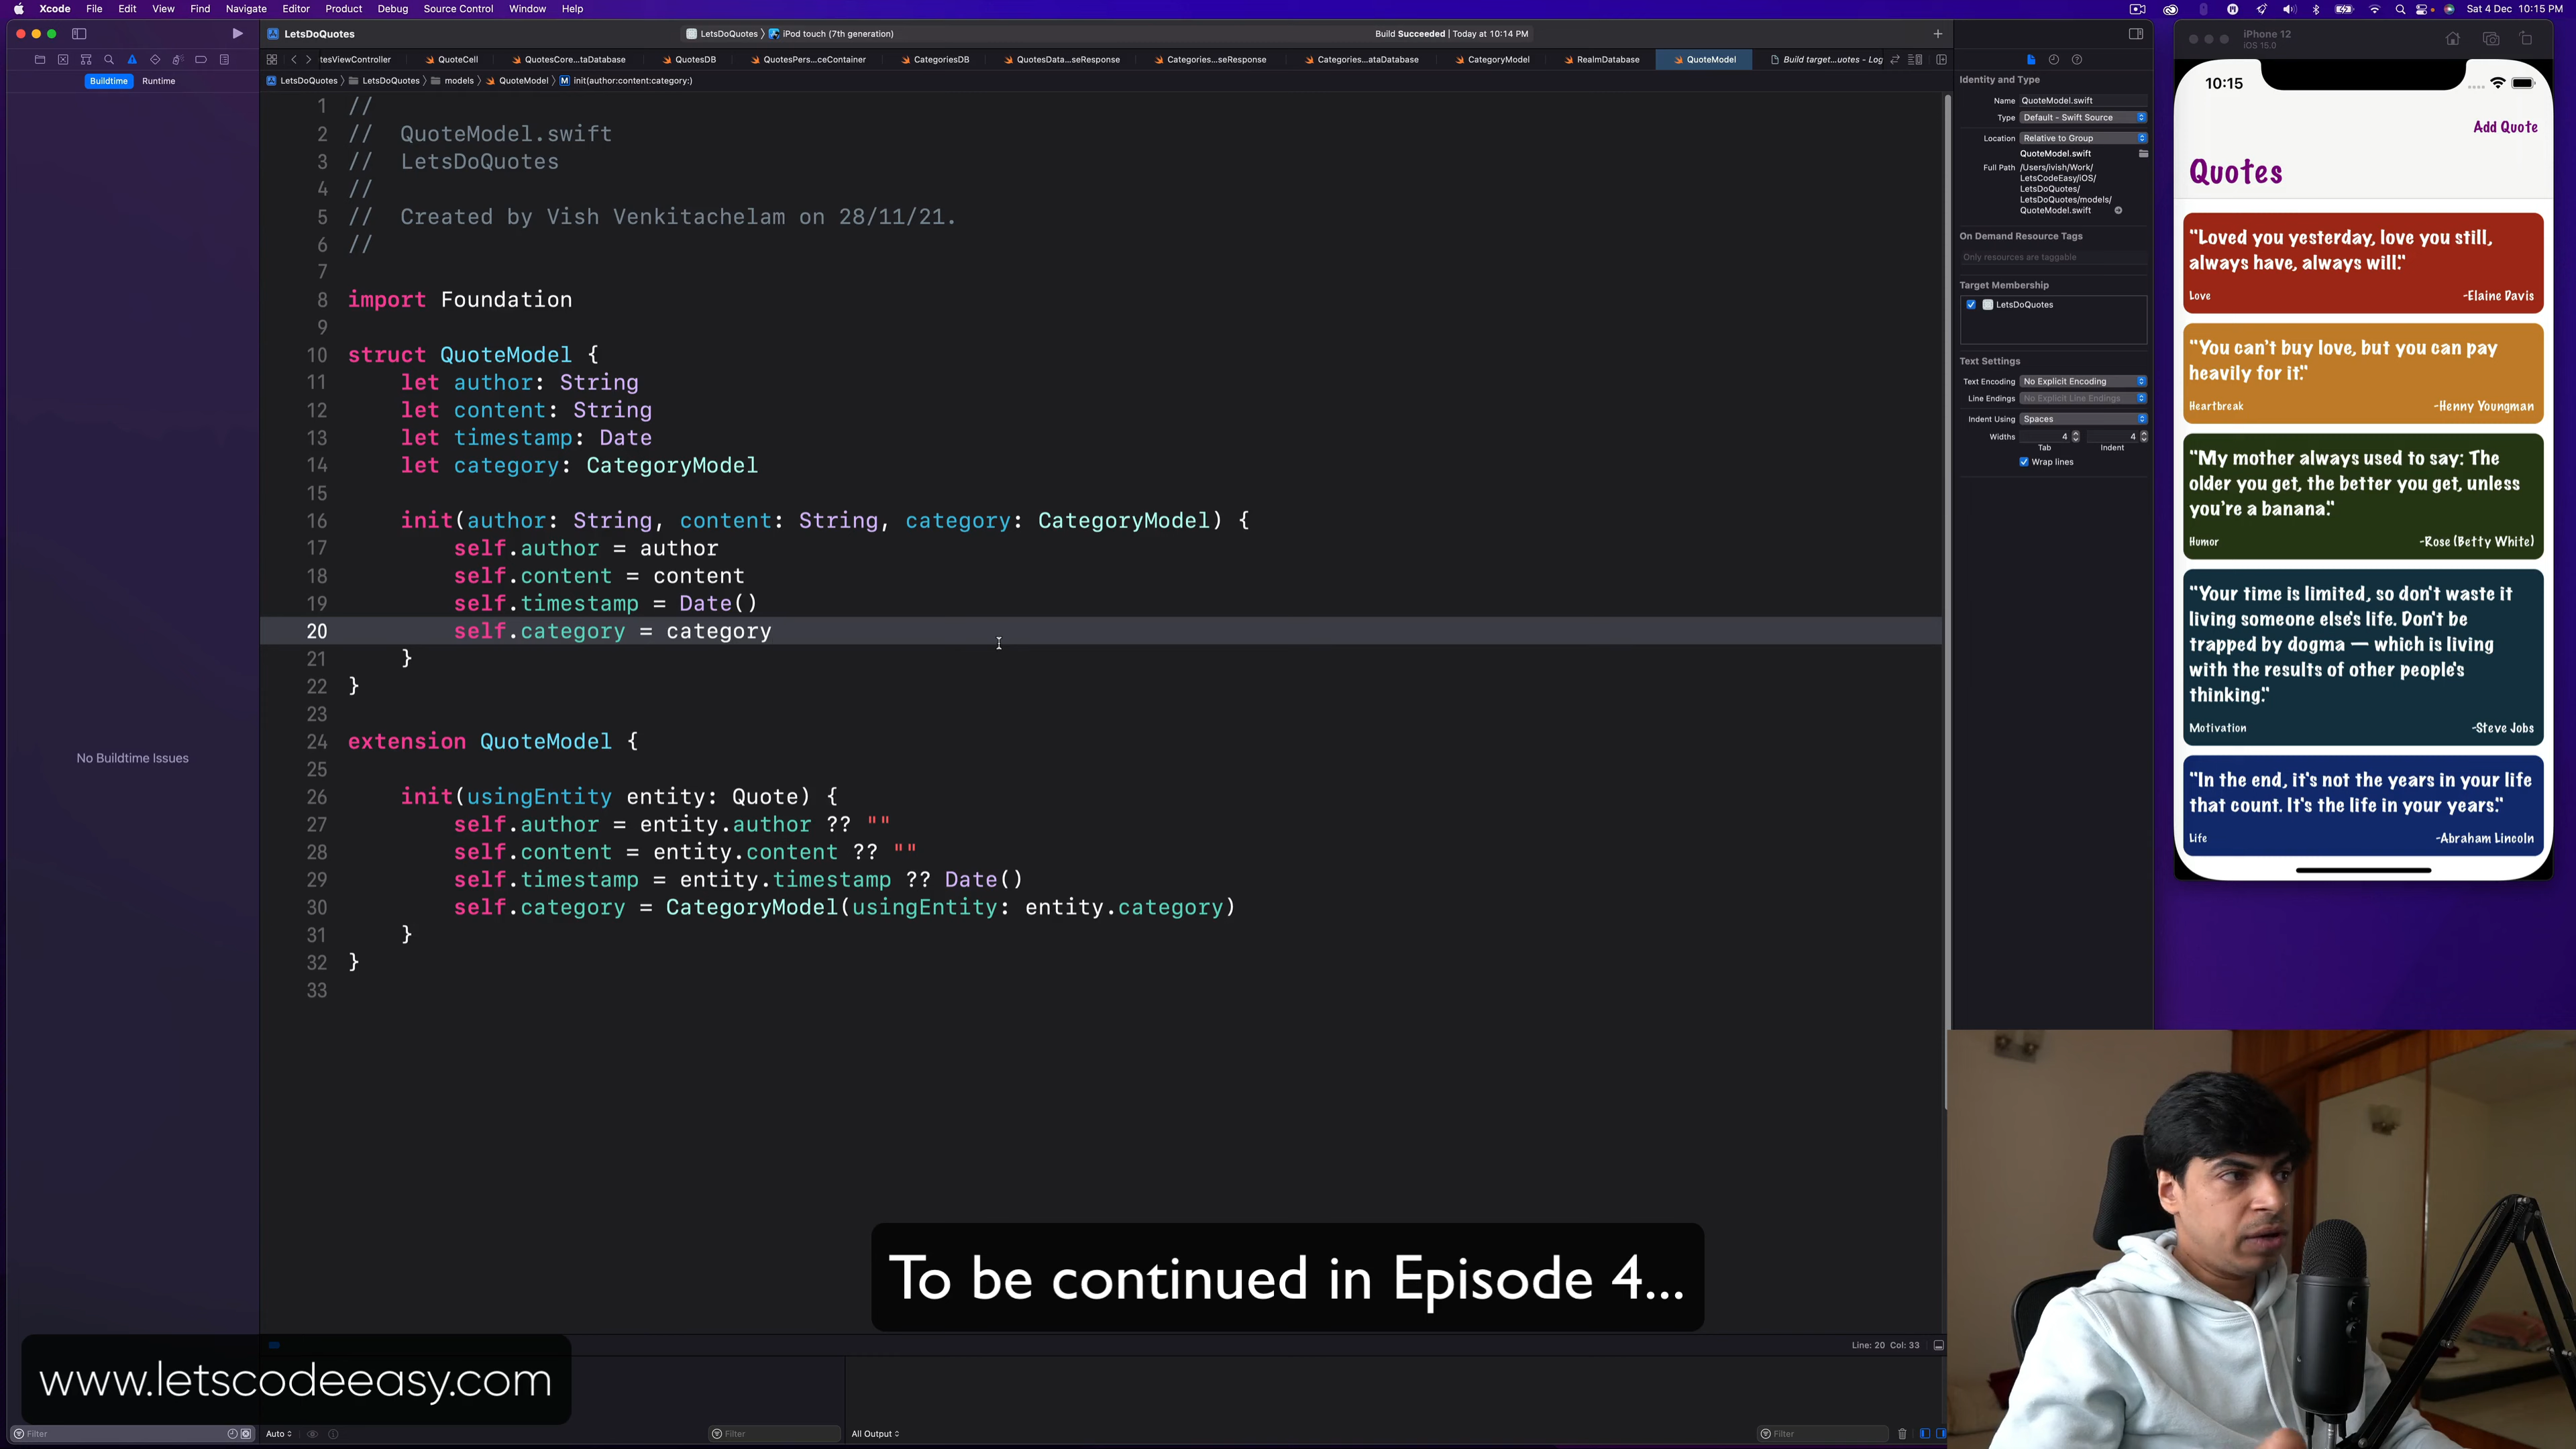 Xcode File Edit View Find Navigate Editor Product Debug Source Control Window Help
Sat 4 Dec 10:15 PM
LetsDoQuotes
LetsDoQuotes 〉 iPod touch (7th generation)
Build Succeeded | Today at 10:14 PM
tesViewController QuoteCell QuotesCore...taDatabase QuotesDB QuotesPers...ceContainer CategoriesDB QuotesData...seResponse Categories...seResponse Categories...ataDatabase CategoryModel RealmDatabase QuoteModel Build target...uotes - Log
Buildtime Runtime
LetsDoQuotes 〉 LetsDoQuotes 〉 models 〉 QuoteModel 〉 M init(author:content:category:)
No Buildtime Issues
1 //
2 // QuoteModel.swift
3 // LetsDoQuotes
4 //
5 // Created by Vish Venkitachelam on 28/11/21.
6 //
7
8 import Foundation
9
10 struct QuoteModel {
11 let author: String
12 let content: String
13 let timestamp: Date
14 let category: CategoryModel
15
16 init(author: String, content: String, category: CategoryModel) {
17 self.author = author
18 self.content = content
19 self.timestamp = Date()
20 self.category = category
21 }
22 }
23
24 extension QuoteModel {
25
26 init(usingEntity entity: Quote) {
27 self.author = entity.author ?? ""
28 self.content = entity.content ?? ""
29 self.timestamp = entity.timestamp ?? Date()
30 self.category = CategoryModel(usingEntity: entity.category)
31 }
32 }
33
Identity and Type
Name QuoteModel.swift
Type Default - Swift Source
Location Relative to Group
QuoteModel.swift
Full Path /Users/ivish/Work/
LetsCodeEasy/iOS/
LetsDoQuotes/
LetsDoQuotes/models/
QuoteModel.swift
On Demand Resource Tags
Only resources are taggable
Target Membership
LetsDoQuotes
Text Settings
Text Encoding No Explicit Encoding
Line Endings No Explicit Line Endings
Indent Using Spaces
Widths 4 4
Tab Indent
Wrap lines
iPhone 12
iOS 15.0
10:15
Add Quote
Quotes
"Loved you yesterday, love you still,
always have, always will."
Love -Elaine Davis
"You can't buy love, but you can pay
heavily for it."
Heartbreak -Henny Youngman
"My mother always used to say: The
older you get, the better you get, unless
you're a banana."
Humor -Rose (Betty White)
"Your time is limited, so don't waste it
living someone else's life. Don't be
trapped by dogma — which is living
with the results of other people's
thinking."
Motivation -Steve Jobs
"In the end, it's not the years in your life
that count. It's the life in your years."
Life -Abraham Lincoln
To be continued in Episode 4...
www.letscodeeasy.com
Line: 20 Col: 33
Filter
Auto
Filter
All Output
Filter